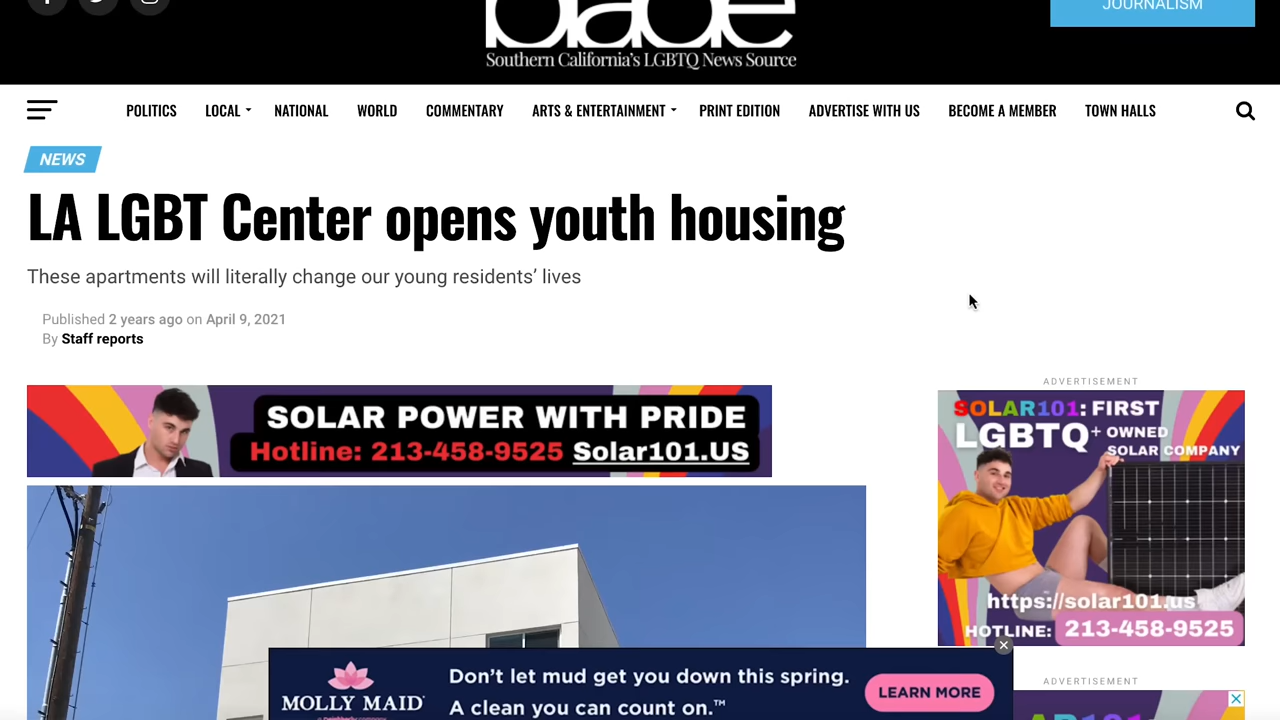 JOURNALISM
blade
Southern California's LGBTQ News Source
POLITICS LOCAL NATIONAL WORLD COMMENTARY ARTS & ENTERTAINMENT PRINT EDITION ADVERTISE WITH US BECOME A MEMBER TOWN HALLS
NEWS
LA LGBT Center opens youth housing
These apartments will literally change our young residents' lives
Published 2 years ago on April 9, 2021
By Staff reports
SOLAR POWER WITH PRIDE
Hotline: 213-458-9525 Solar101.US
ADVERTISEMENT
SOLAR101: FIRST
LGBTQ+ OWNED
SOLAR COMPANY
https://solar101.us
HOTLINE: 213-458-9525
MOLLY MAID
Don't let mud get you down this spring.
A clean you can count on.™
LEARN MORE
ADVERTISEMENT